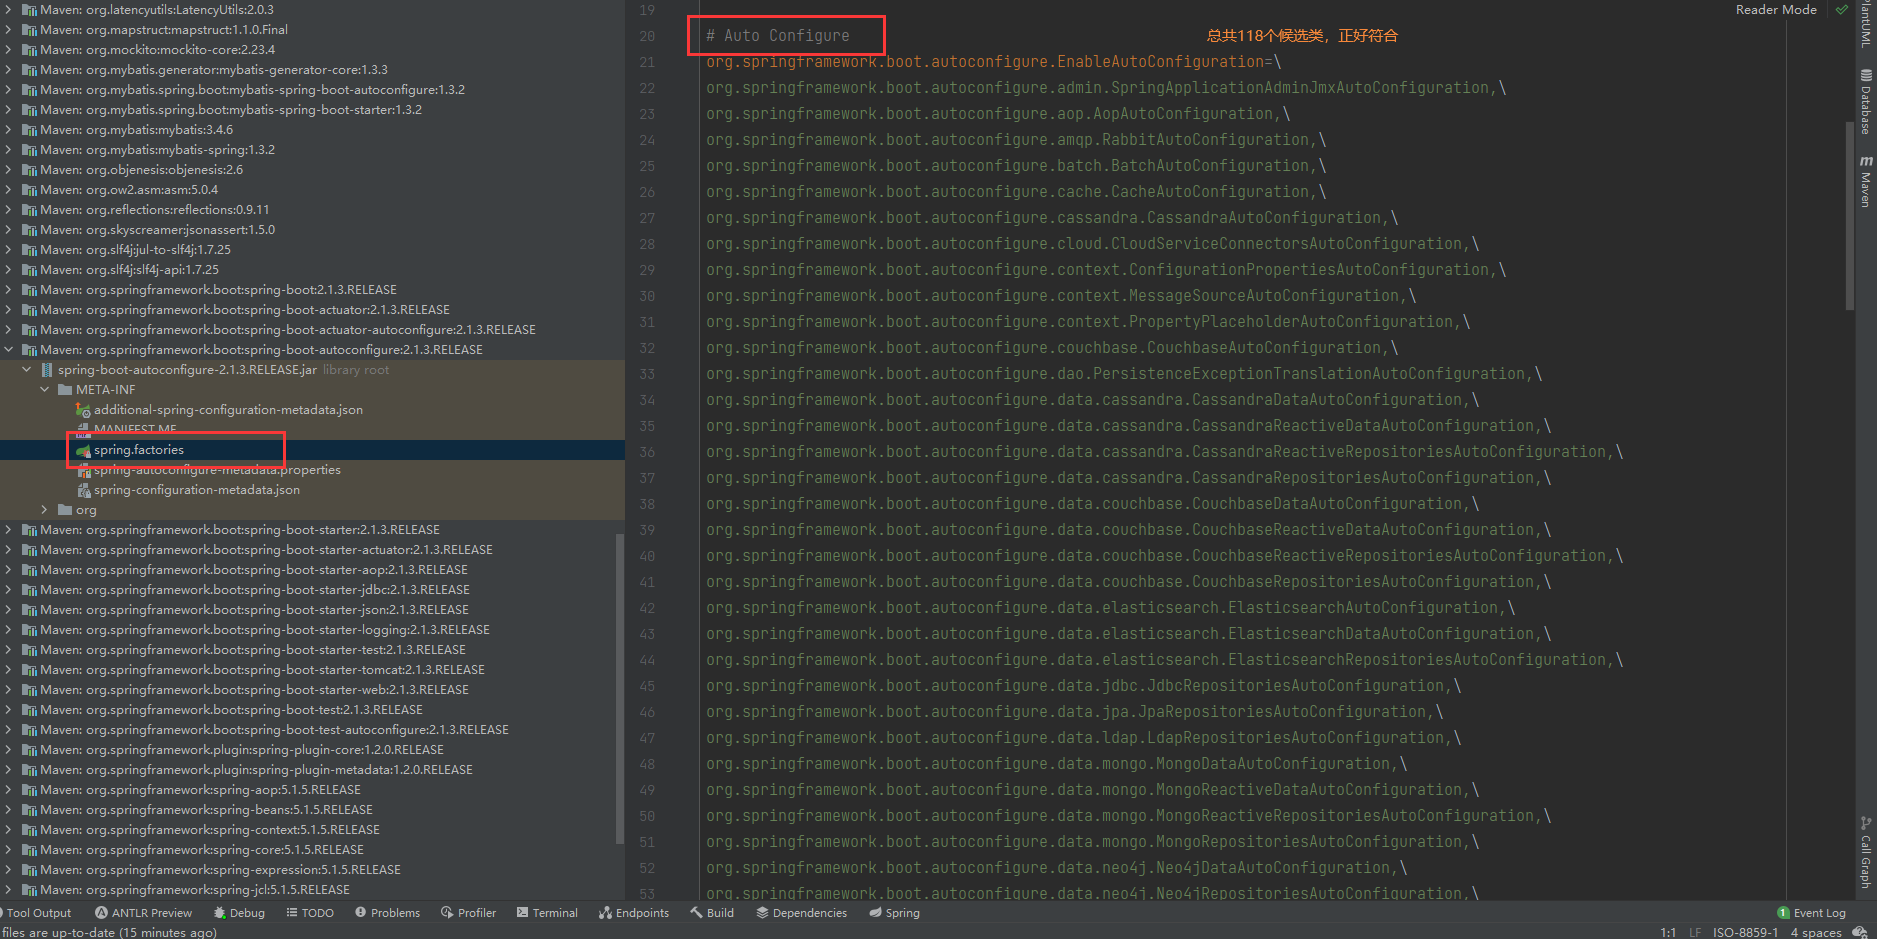 Maven: org.latencyutils:LatencyUtils:2.0.3
Maven: org.mapstruct:mapstruct:1.1.0.Final
Maven: org.mockito:mockito-core:2.23.4
Maven: org.mybatis.generator:mybatis-generator-core:1.3.3
Maven: org.mybatis.spring.boot:mybatis-spring-boot-autoconfigure:1.3.2
Maven: org.mybatis.spring.boot:mybatis-spring-boot-starter:1.3.2
Maven: org.mybatis:mybatis:3.4.6
Maven: org.mybatis:mybatis-spring:1.3.2
Maven: org.objenesis:objenesis:2.6
Maven: org.ow2.asm:asm:5.0.4
Maven: org.reflections:reflections:0.9.11
Maven: org.skyscreamer:jsonassert:1.5.0
Maven: org.slf4j:jul-to-slf4j:1.7.25
Maven: org.slf4j:slf4j-api:1.7.25
Maven: org.springframework.boot:spring-boot:2.1.3.RELEASE
Maven: org.springframework.boot:spring-boot-actuator:2.1.3.RELEASE
Maven: org.springframework.boot:spring-boot-actuator-autoconfigure:2.1.3.RELEASE
Maven: org.springframework.boot:spring-boot-autoconfigure:2.1.3.RELEASE
spring-boot-autoconfigure-2.1.3.RELEASE.jar library root
META-INF
additional-spring-configuration-metadata.json
MANIFEST.MF
spring.factories
spring-autoconfigure-metadata.properties
spring-configuration-metadata.json
org
Maven: org.springframework.boot:spring-boot-starter:2.1.3.RELEASE
Maven: org.springframework.boot:spring-boot-starter-actuator:2.1.3.RELEASE
Maven: org.springframework.boot:spring-boot-starter-aop:2.1.3.RELEASE
Maven: org.springframework.boot:spring-boot-starter-jdbc:2.1.3.RELEASE
Maven: org.springframework.boot:spring-boot-starter-json:2.1.3.RELEASE
Maven: org.springframework.boot:spring-boot-starter-logging:2.1.3.RELEASE
Maven: org.springframework.boot:spring-boot-starter-test:2.1.3.RELEASE
Maven: org.springframework.boot:spring-boot-starter-tomcat:2.1.3.RELEASE
Maven: org.springframework.boot:spring-boot-starter-web:2.1.3.RELEASE
Maven: org.springframework.boot:spring-boot-test:2.1.3.RELEASE
Maven: org.springframework.boot:spring-boot-test-autoconfigure:2.1.3.RELEASE
Maven: org.springframework.plugin:spring-plugin-core:1.2.0.RELEASE
Maven: org.springframework.plugin:spring-plugin-metadata:1.2.0.RELEASE
Maven: org.springframework:spring-aop:5.1.5.RELEASE
Maven: org.springframework:spring-beans:5.1.5.RELEASE
Maven: org.springframework:spring-context:5.1.5.RELEASE
Maven: org.springframework:spring-core:5.1.5.RELEASE
Maven: org.springframework:spring-expression:5.1.5.RELEASE
Maven: org.springframework:spring-jcl:5.1.5.RELEASE
Reader Mode
19
20 # Auto Configure 总共118个候选类，正好符合
21 org.springframework.boot.autoconfigure.EnableAutoConfiguration=\
22 org.springframework.boot.autoconfigure.admin.SpringApplicationAdminJmxAutoConfiguration,\
23 org.springframework.boot.autoconfigure.aop.AopAutoConfiguration,\
24 org.springframework.boot.autoconfigure.amqp.RabbitAutoConfiguration,\
25 org.springframework.boot.autoconfigure.batch.BatchAutoConfiguration,\
26 org.springframework.boot.autoconfigure.cache.CacheAutoConfiguration,\
27 org.springframework.boot.autoconfigure.cassandra.CassandraAutoConfiguration,\
28 org.springframework.boot.autoconfigure.cloud.CloudServiceConnectorsAutoConfiguration,\
29 org.springframework.boot.autoconfigure.context.ConfigurationPropertiesAutoConfiguration,\
30 org.springframework.boot.autoconfigure.context.MessageSourceAutoConfiguration,\
31 org.springframework.boot.autoconfigure.context.PropertyPlaceholderAutoConfiguration,\
32 org.springframework.boot.autoconfigure.couchbase.CouchbaseAutoConfiguration,\
33 org.springframework.boot.autoconfigure.dao.PersistenceExceptionTranslationAutoConfiguration,\
34 org.springframework.boot.autoconfigure.data.cassandra.CassandraDataAutoConfiguration,\
35 org.springframework.boot.autoconfigure.data.cassandra.CassandraReactiveDataAutoConfiguration,\
36 org.springframework.boot.autoconfigure.data.cassandra.CassandraReactiveRepositoriesAutoConfiguration,\
37 org.springframework.boot.autoconfigure.data.cassandra.CassandraRepositoriesAutoConfiguration,\
38 org.springframework.boot.autoconfigure.data.couchbase.CouchbaseDataAutoConfiguration,\
39 org.springframework.boot.autoconfigure.data.couchbase.CouchbaseReactiveDataAutoConfiguration,\
40 org.springframework.boot.autoconfigure.data.couchbase.CouchbaseReactiveRepositoriesAutoConfiguration,\
41 org.springframework.boot.autoconfigure.data.couchbase.CouchbaseRepositoriesAutoConfiguration,\
42 org.springframework.boot.autoconfigure.data.elasticsearch.ElasticsearchAutoConfiguration,\
43 org.springframework.boot.autoconfigure.data.elasticsearch.ElasticsearchDataAutoConfiguration,\
44 org.springframework.boot.autoconfigure.data.elasticsearch.ElasticsearchRepositoriesAutoConfiguration,\
45 org.springframework.boot.autoconfigure.data.jdbc.JdbcRepositoriesAutoConfiguration,\
46 org.springframework.boot.autoconfigure.data.jpa.JpaRepositoriesAutoConfiguration,\
47 org.springframework.boot.autoconfigure.data.ldap.LdapRepositoriesAutoConfiguration,\
48 org.springframework.boot.autoconfigure.data.mongo.MongoDataAutoConfiguration,\
49 org.springframework.boot.autoconfigure.data.mongo.MongoReactiveDataAutoConfiguration,\
50 org.springframework.boot.autoconfigure.data.mongo.MongoReactiveRepositoriesAutoConfiguration,\
51 org.springframework.boot.autoconfigure.data.mongo.MongoRepositoriesAutoConfiguration,\
52 org.springframework.boot.autoconfigure.data.neo4j.Neo4jDataAutoConfiguration,\
53 org.springframework.boot.autoconfigure.data.neo4j.Neo4jRepositoriesAutoConfiguration,\
PlantUML
Database
m Maven
Call Graph
Tool Output ANTLR Preview Debug TODO Problems Profiler Terminal Endpoints Build Dependencies Spring 1 Event Log
files are up-to-date (15 minutes ago) 1:1 LF ISO-8859-1 4 spaces